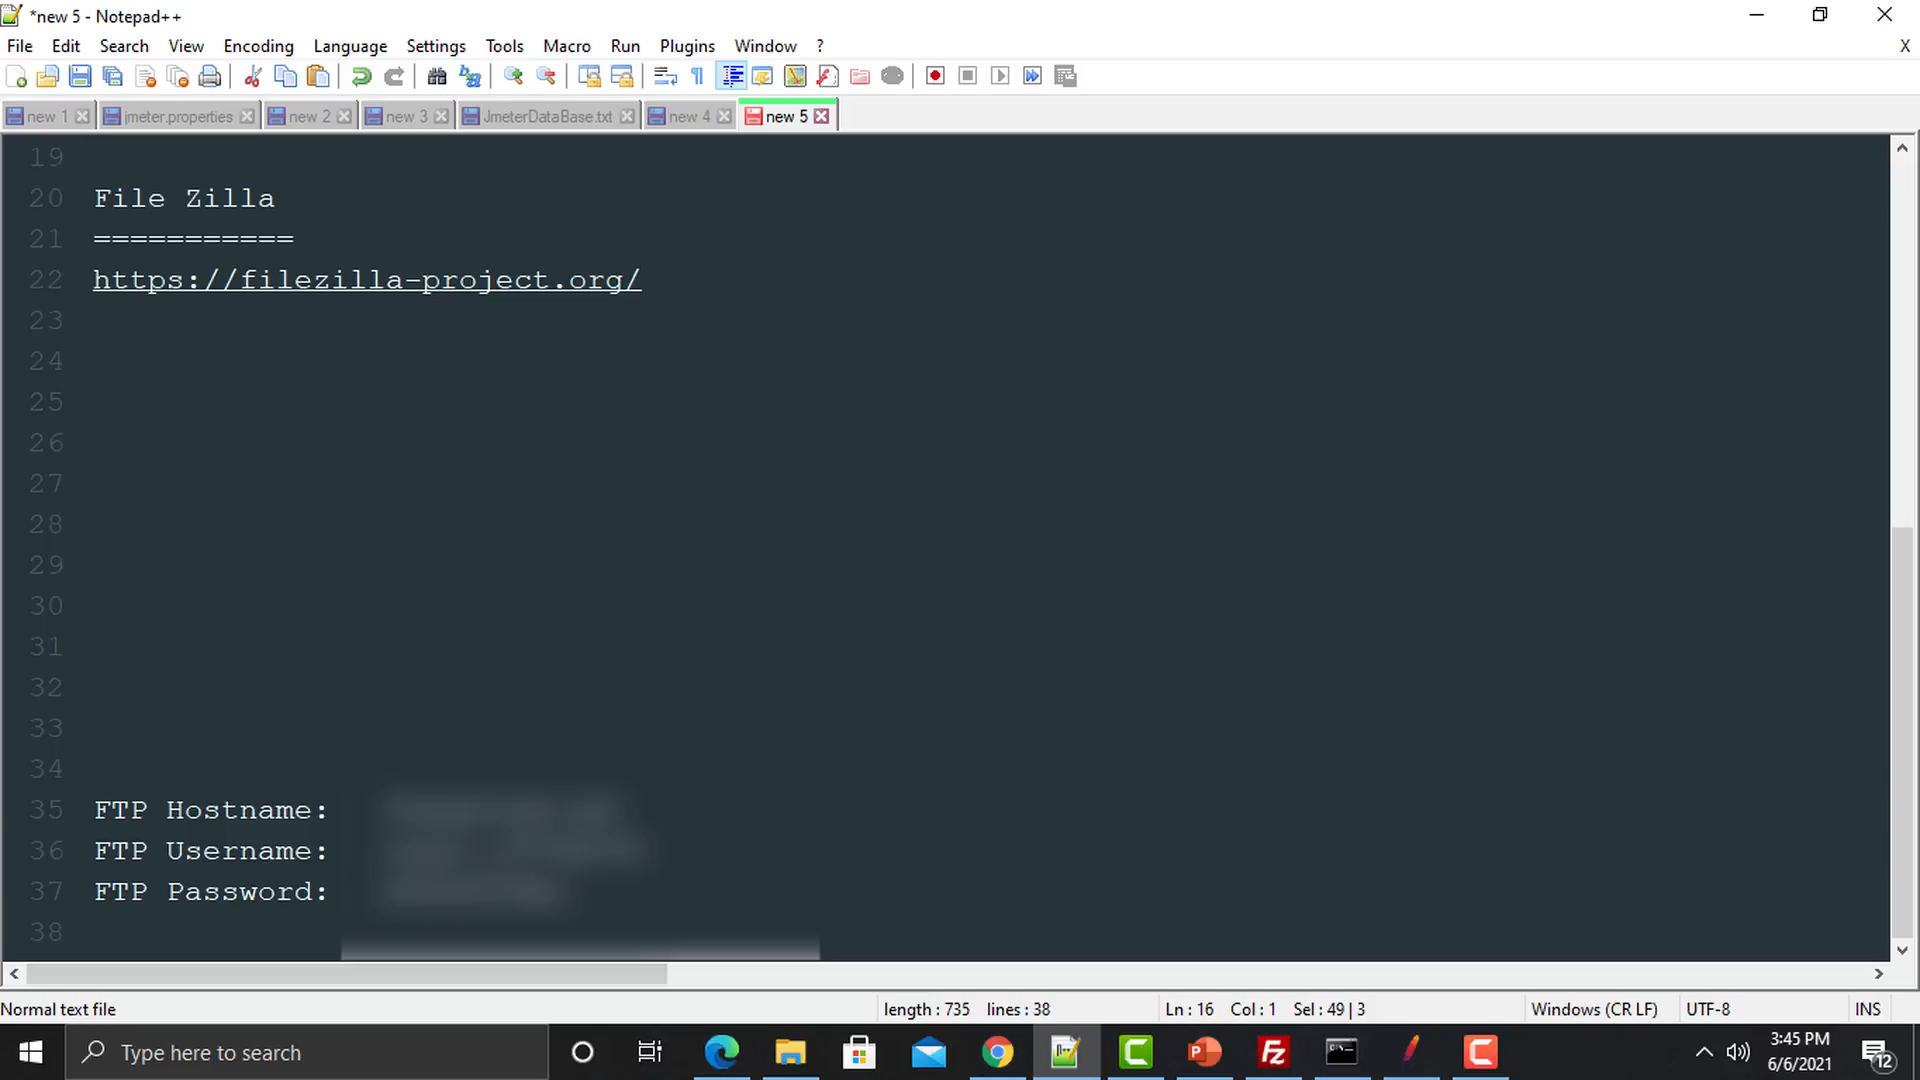 *new 5 - Notepad++
File Edit Search View Encoding Language Settings Tools Macro Run Plugins Window ? X
new 1 jmeter.properties new 2 new 3 JmeterDataBase.txt new 4 new 5
19
20 File Zilla
21 ===========
22 https://filezilla-project.org/
23
24
25
26
27
28
29
30
31
32
33
34
35 FTP Hostname:
36 FTP Username:
37 FTP Password:
38
Normal text file length : 735 lines : 38 Ln : 16 Col : 1 Sel : 49 | 3 Windows (CR LF) UTF-8 INS
Type here to search
3:45 PM
6/6/2021
12